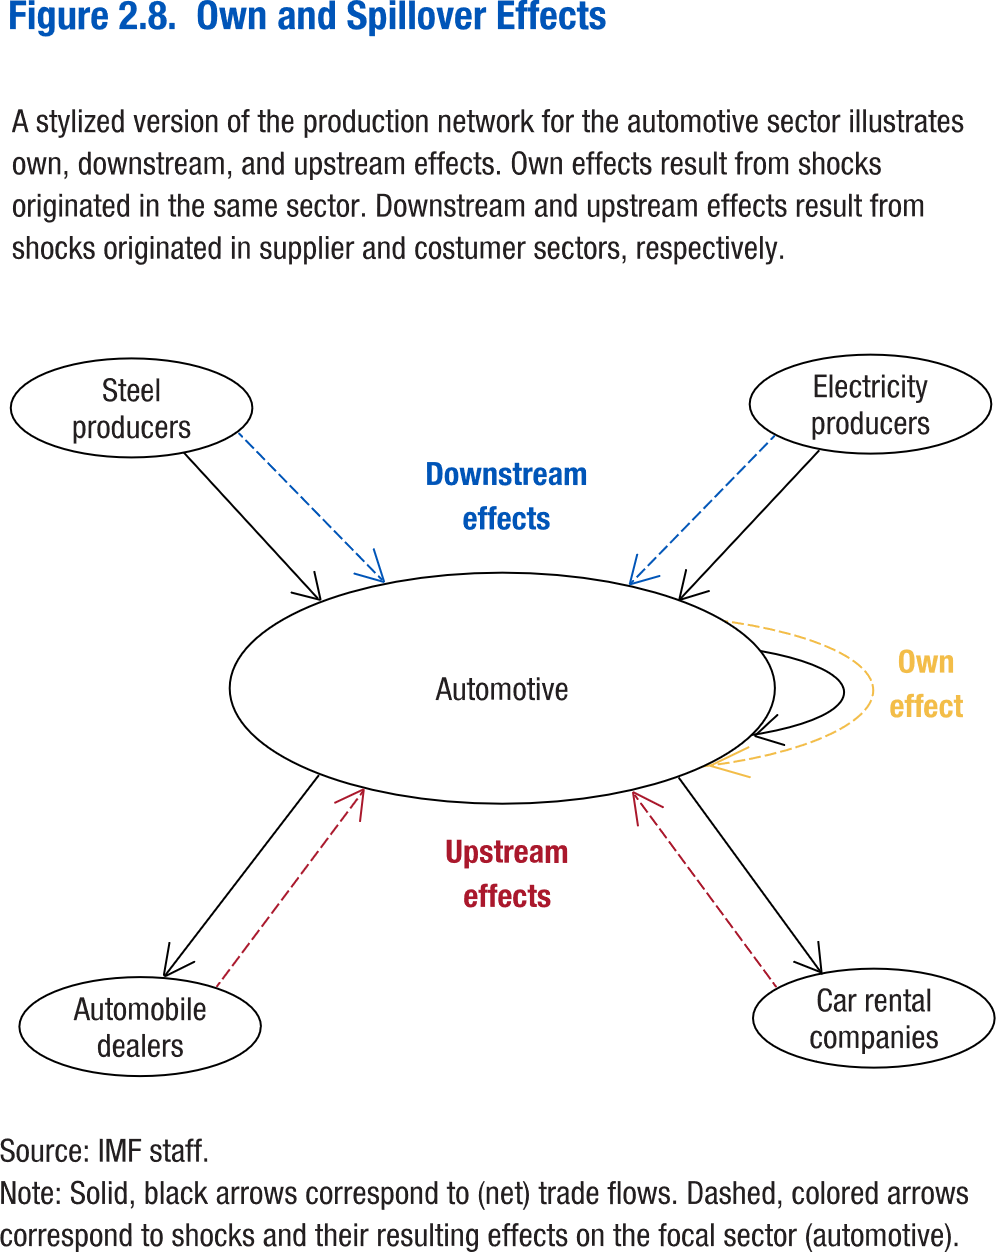 Figure 2.8.  Own and Spillover Effects
A stylized version of the production network for the automotive sector illustrates
own, downstream, and upstream effects. Own effects result from shocks
originated in the same sector. Downstream and upstream effects result from
shocks originated in supplier and costumer sectors, respectively.
Steel
producers
Electricity
producers
Downstream
effects
Automotive
Own
effect
Upstream
effects
Automobile
dealers
Car rental
companies
Source: IMF staff.
Note: Solid, black arrows correspond to (net) trade flows. Dashed, colored arrows
correspond to shocks and their resulting effects on the focal sector (automotive).